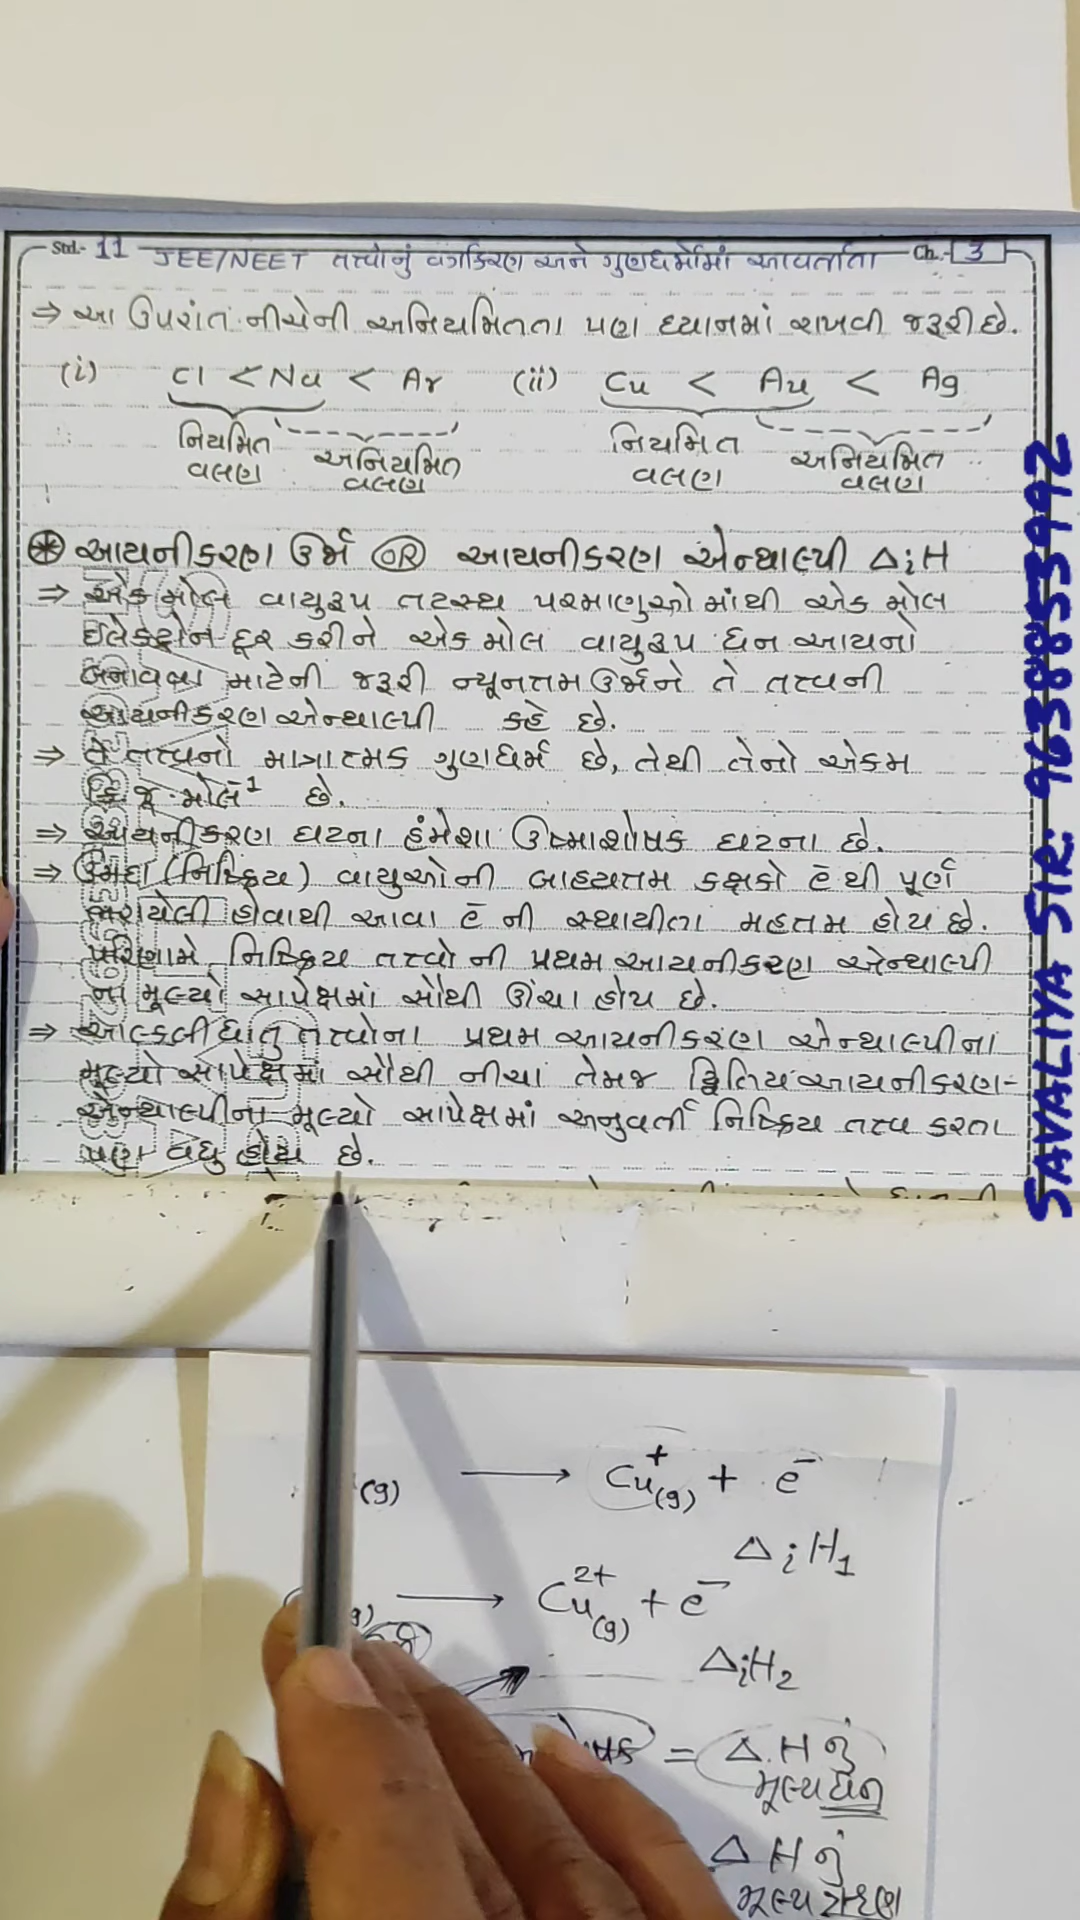 Std.- 11 JEE/NEET તત્ત્વોનું વર્ગીકરણ અને ગુણધર્મોમાં આવર્તીતા Ch.- 3
⇒ આ ઉપરાંત નીચેની અનિયમિતતા પણ ધ્યાનમાં રાખવી જરૂરી છે.
(i) Cl < Na < Ar (ii) Cu < Au < Ag
નિયમિત વલણ અનિયમિત વલણ નિયમિત વલણ અનિયમિત વલણ
⊛ આયનીકરણ ઉર્જા OR આયનીકરણ એન્થાલ્પી ΔiH
⇒ એક મોલ વાયુરૂપ તટસ્થ પરમાણુઓમાંથી એક મોલ
ઇલેક્ટ્રોન દૂર કરીને એક મોલ વાયુરૂપ ધન આયનો
બનાવવા માટેની જરૂરી ન્યૂનત્તમ ઉર્જાને તે તત્વની
આયનીકરણ એન્થાલ્પી કહે છે.
⇒ તે તત્ત્વનો માત્રાત્મક ગુણધર્મ છે, તેથી તેનો એકમ
કિ જૂ.મોલ⁻¹ છે.
⇒ આયનીકરણ ઘટના હંમેશા ઉષ્માશોષક ઘટના છે.
⇒ ઉમદા (નિષ્ક્રિય) વાયુઓની બાહ્યતમ કક્ષકો e̅ થી પૂર્ણ
ભરાયેલી હોવાથી આવા e̅ ની સ્થાયીતા મહતમ હોય છે.
પરિણામે નિષ્ક્રિય તત્વો ની પ્રથમ આયનીકરણ એન્થાલ્પી
ના મૂલ્યો સાપેક્ષમાં સૌથી ઊંચા હોય છે.
⇒ આલ્કલીધાતુ તત્ત્વોના પ્રથમ આયનીકરણ એન્થાલ્પીના
મૂલ્યો સાપેક્ષમાં સૌથી નીચા તેમજ દ્વિતિય આયનીકરણ-
એન્થાલ્પીના મૂલ્યો સાપેક્ષમાં અનુવર્તી નિષ્ક્રિય તત્વ કરતા
પણ વધુ હોય છે.
SAVALIYA SIR: 9638853992
(g) ⟶ Cu⁺(g) + e⁻
ΔiH1
⟶ Cu²⁺(g) + e⁻
ΔiH2
= Δ.H નું
મૂલ્ય ધન
ΔH નું
મૂલ્ય